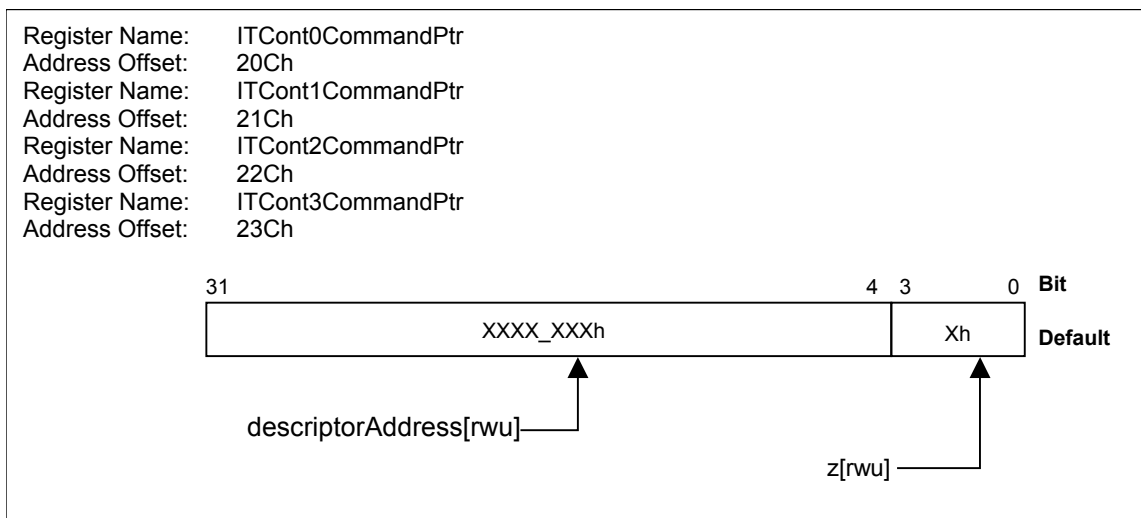 Register Name: ITCont0CommandPtr
Address Offset: 20Ch
Register Name: ITCont1CommandPtr
Address Offset: 21Ch
Register Name: ITCont2CommandPtr
Address Offset: 22Ch
Register Name: ITCont3CommandPtr
Address Offset: 23Ch
31 4 3 0 Bit
XXXX_XXXh Xh Default
descriptorAddress[rwu]
z[rwu]